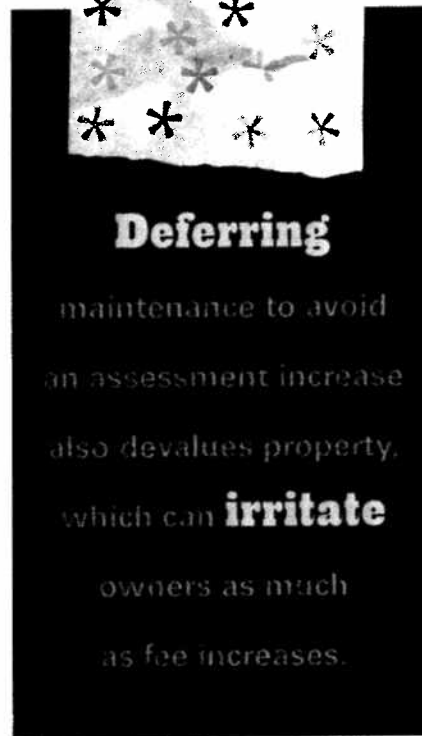 Deferring
maintenance to avoid
an assessment increase
also devalues property,
which can irritate
owners as much
as fee increases.